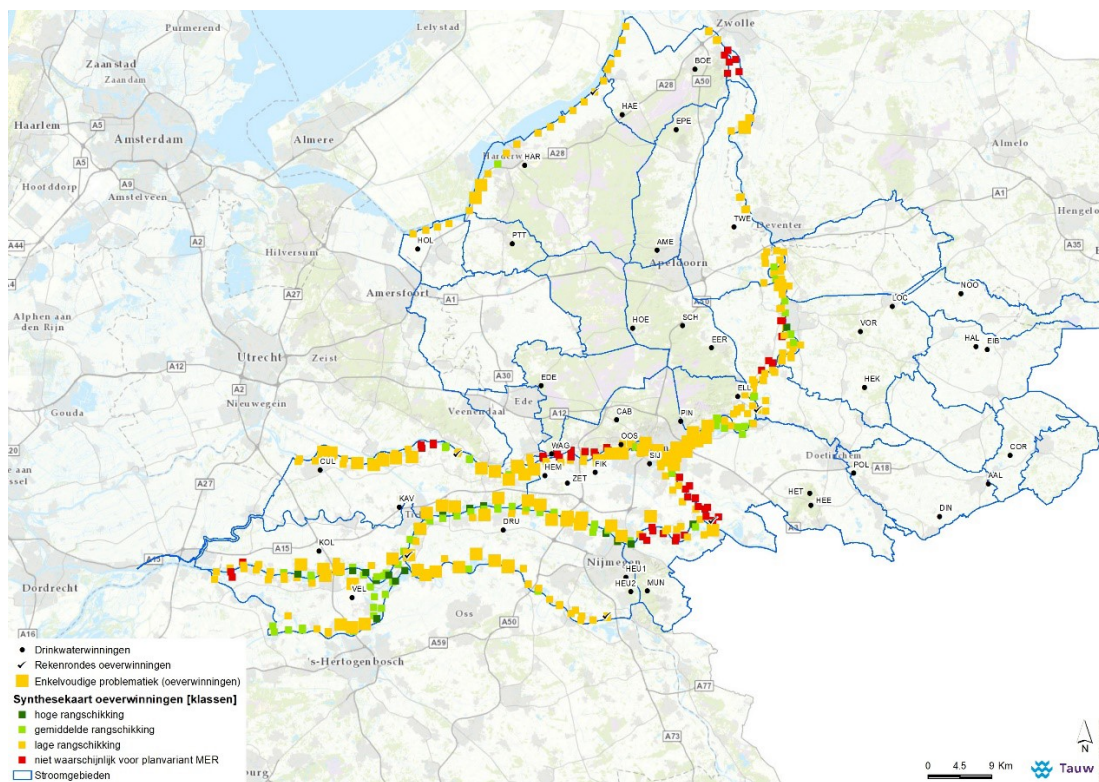 Purmerend
Lelystad
Zwolle
Zaanstad
Zaandam
BOE
A28
A50
HAE
EPE
Haarlem
A5
Amsterdam
Almere
Almelo
A5
Harderw
HAR
A28
Hoofddorp
A9
Amstelveen
A1
A2
TWE
Deventer
Hengelo
HOL
PTT
AME
A44
Hilversum
Apeldoorn
A35
A27
Amersfoort
A1
NOO
Alphen aan
den Rijn
LOC
HOE
SCH
VOR
Utrecht
Zeist
EER
HAL
EIB
A12
A30
EDE
HEK
A2
Nieuwegein
Ede
ELL
Gouda
Veenendaal
A12
CAB
PIN
WAG
OOS
Doetinchem
COR
CUL
HEM
SIJ
POL
A18
ZET
FIK
AAL
A27
HET
HEE
KAV
DIN
DRU
A3
A15
KOL
A15
Nijmegen
HEU1
Dordrecht
VEL
HEU2
MUN
Oss
A50
A16
A59
's-Hertogenbosch
A77
A73
Drinkwaterwinningen
Rekenrondes oeverwinningen
Enkelvoudige problematiek (oeverwinningen)
Synthesekaart oeverwinningen [klassen]
hoge rangschikking
gemiddelde rangschikking
lage rangschikking
niet waarschijnlijk voor planvariant MER
Stroomgebieden
N
0 4.5 9 Km
Tauw